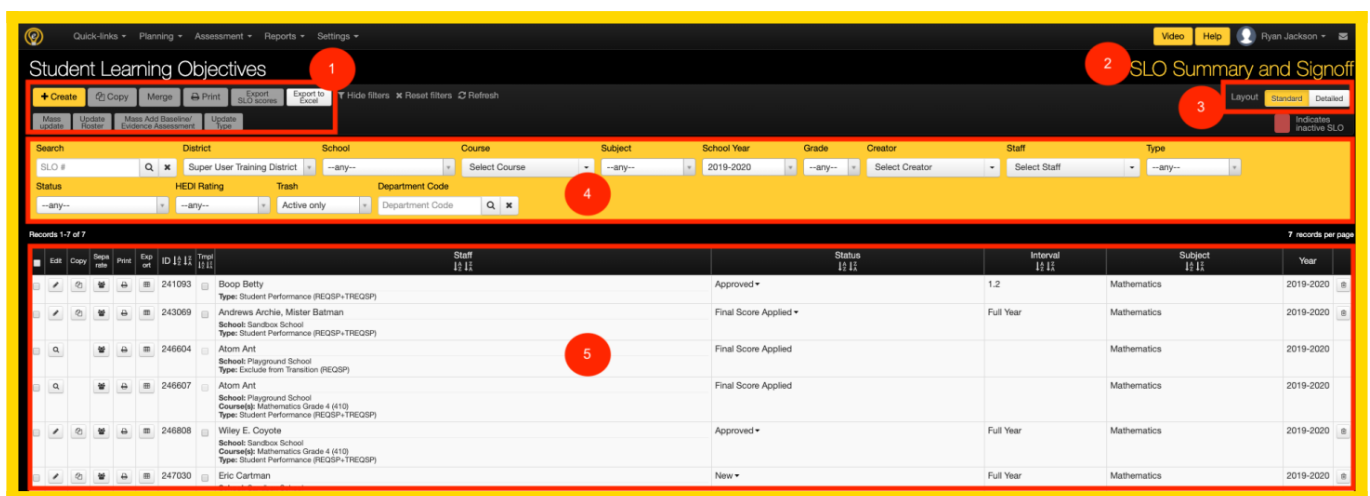 Quick-links Planning Assessment Reports Settings Video Help Ryan Jackson
Student Learning Objectives 1 2 SLO Summary and Signoff
+ Create Copy Merge Print Export SLO scores Export to Excel Hide filters Reset filters Refresh 3 Layout Standard Detailed
Mass update Update Roster Mass Add Baseline/ Evidence Assessment Update Type Indicates inactive SLO
Search District School Course Subject School Year Grade Creator Staff Type
SLO # Super User Training District --any-- Select Course --any-- 2019-2020 --any-- Select Creator Select Staff --any--
Status HEDI Rating Trash Department Code 4
--any-- --any-- Active only Department Code
Records 1-7 of 7 7 records per page
Edit Copy Sepa rate Print Exp ort ID Tmpl Staff Status Interval Subject Year
241093 Boop Betty Approved 1.2 Mathematics 2019-2020
Type: Student Performance (REQSP+TREQSP)
243069 Andrews Archie, Mister Batman Final Score Applied Full Year Mathematics 2019-2020
School: Sandbox School
Type: Student Performance (REQSP+TREQSP)
246604 Atom Ant 5 Final Score Applied Mathematics 2019-2020
School: Playground School
Type: Exclude from Transition (REQSP)
246607 Atom Ant Final Score Applied Mathematics 2019-2020
School: Playground School
Course(s): Mathematics Grade 4 (410)
Type: Student Performance (REQSP+TREQSP)
246808 Wiley E. Coyote Approved Full Year Mathematics 2019-2020
School: Sandbox School
Course(s): Mathematics Grade 4 (410)
Type: Student Performance (REQSP+TREQSP)
247030 Eric Cartman New Full Year Mathematics 2019-2020